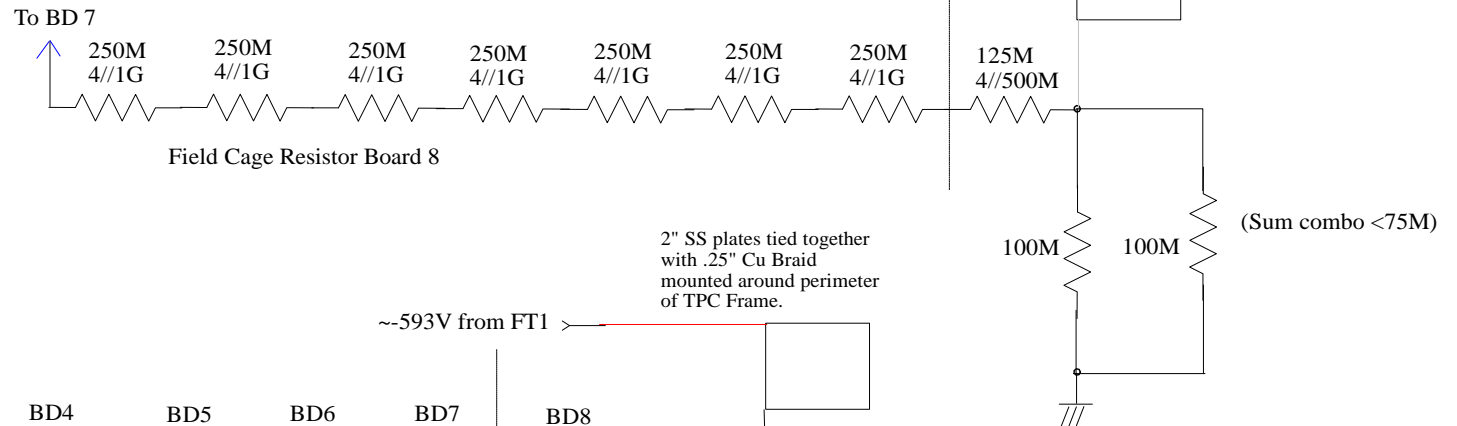 To BD 7
250M
4//1G
250M
4//1G
250M
4//1G
250M
4//1G
250M
4//1G
250M
4//1G
250M
4//1G
125M
4//500M
Field Cage Resistor Board 8
100M
100M
(Sum combo <75M)
2" SS plates tied together
with .25" Cu Braid
mounted around perimeter
of TPC Frame.
~-593V from FT1
BD4
BD5
BD6
BD7
BD8